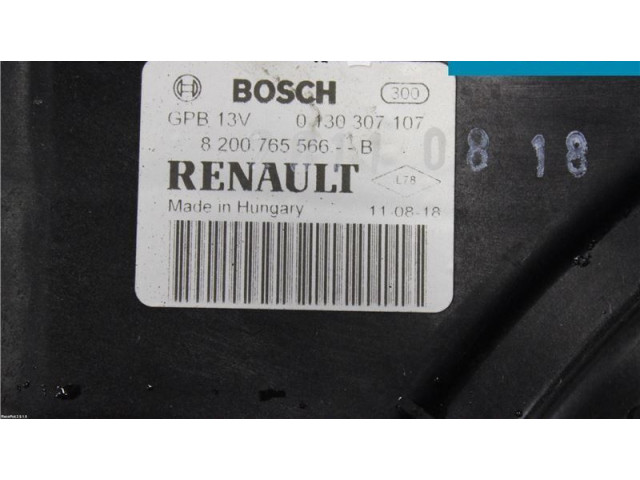 BOSCH 300
GPB 13V 0 130 307 107
8 200 765 566 - - B
RENAULT L78
Made in Hungary 11-08-18
0 8 18